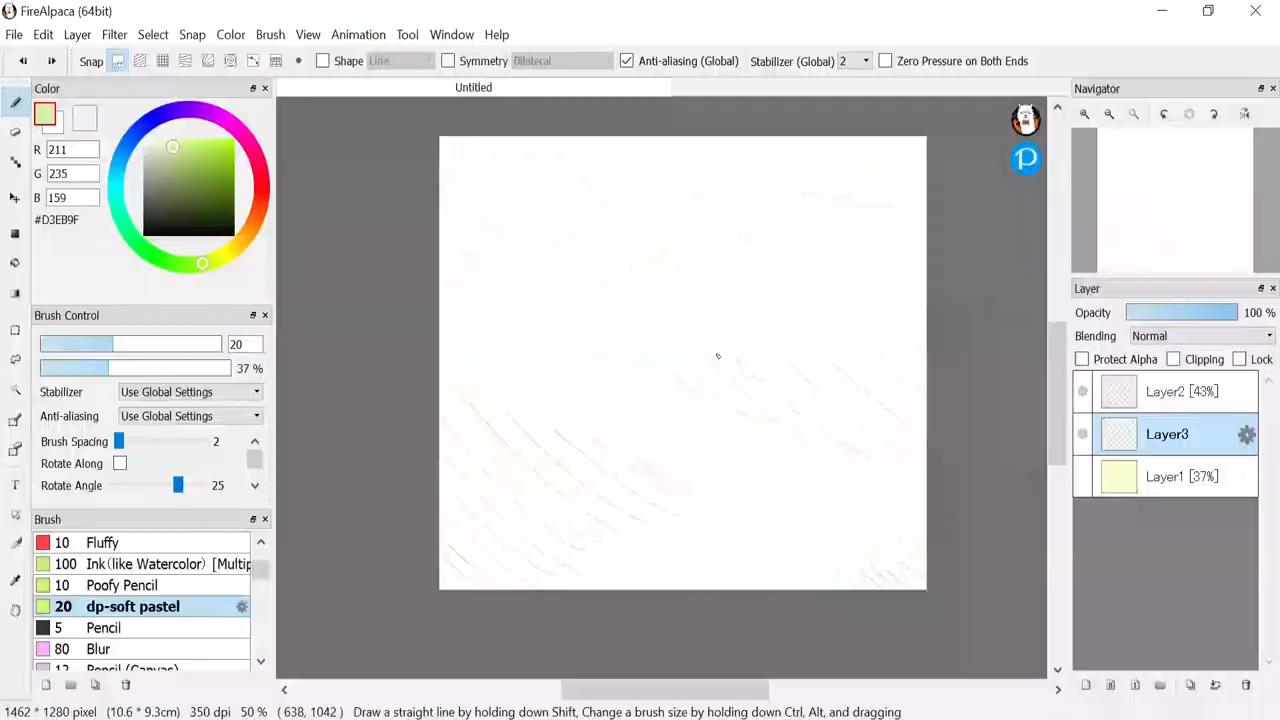 FireAlpaca (64bit)
File Edit Layer Filter Select Snap Color Brush View Animation Tool Window Help
Snap Shape Line Symmetry Bilateral Anti-aliasing (Global) Stabilizer (Global) 2 Zero Pressure on Both Ends
Color
Untitled
Navigator
R 211
G 235
B 159
#D3EB9F
Layer
Opacity 100 %
Blending Normal
Protect Alpha Clipping Lock
Layer2 [43%]
Layer3
Layer1 [37%]
Brush Control
20
37 %
Stabilizer Use Global Settings
Anti-aliasing Use Global Settings
Brush Spacing 2
Rotate Along
Rotate Angle 25
Brush
10 Fluffy
100 Ink(like Watercolor) [Multip
10 Poofy Pencil
20 dp-soft pastel
5 Pencil
80 Blur
12 Pencil (Canvas)
T
1462 * 1280 pixel (10.6 * 9.3cm) 350 dpi 50 % ( 638, 1042 ) Draw a straight line by holding down Shift, Change a brush size by holding down Ctrl, Alt, and dragging